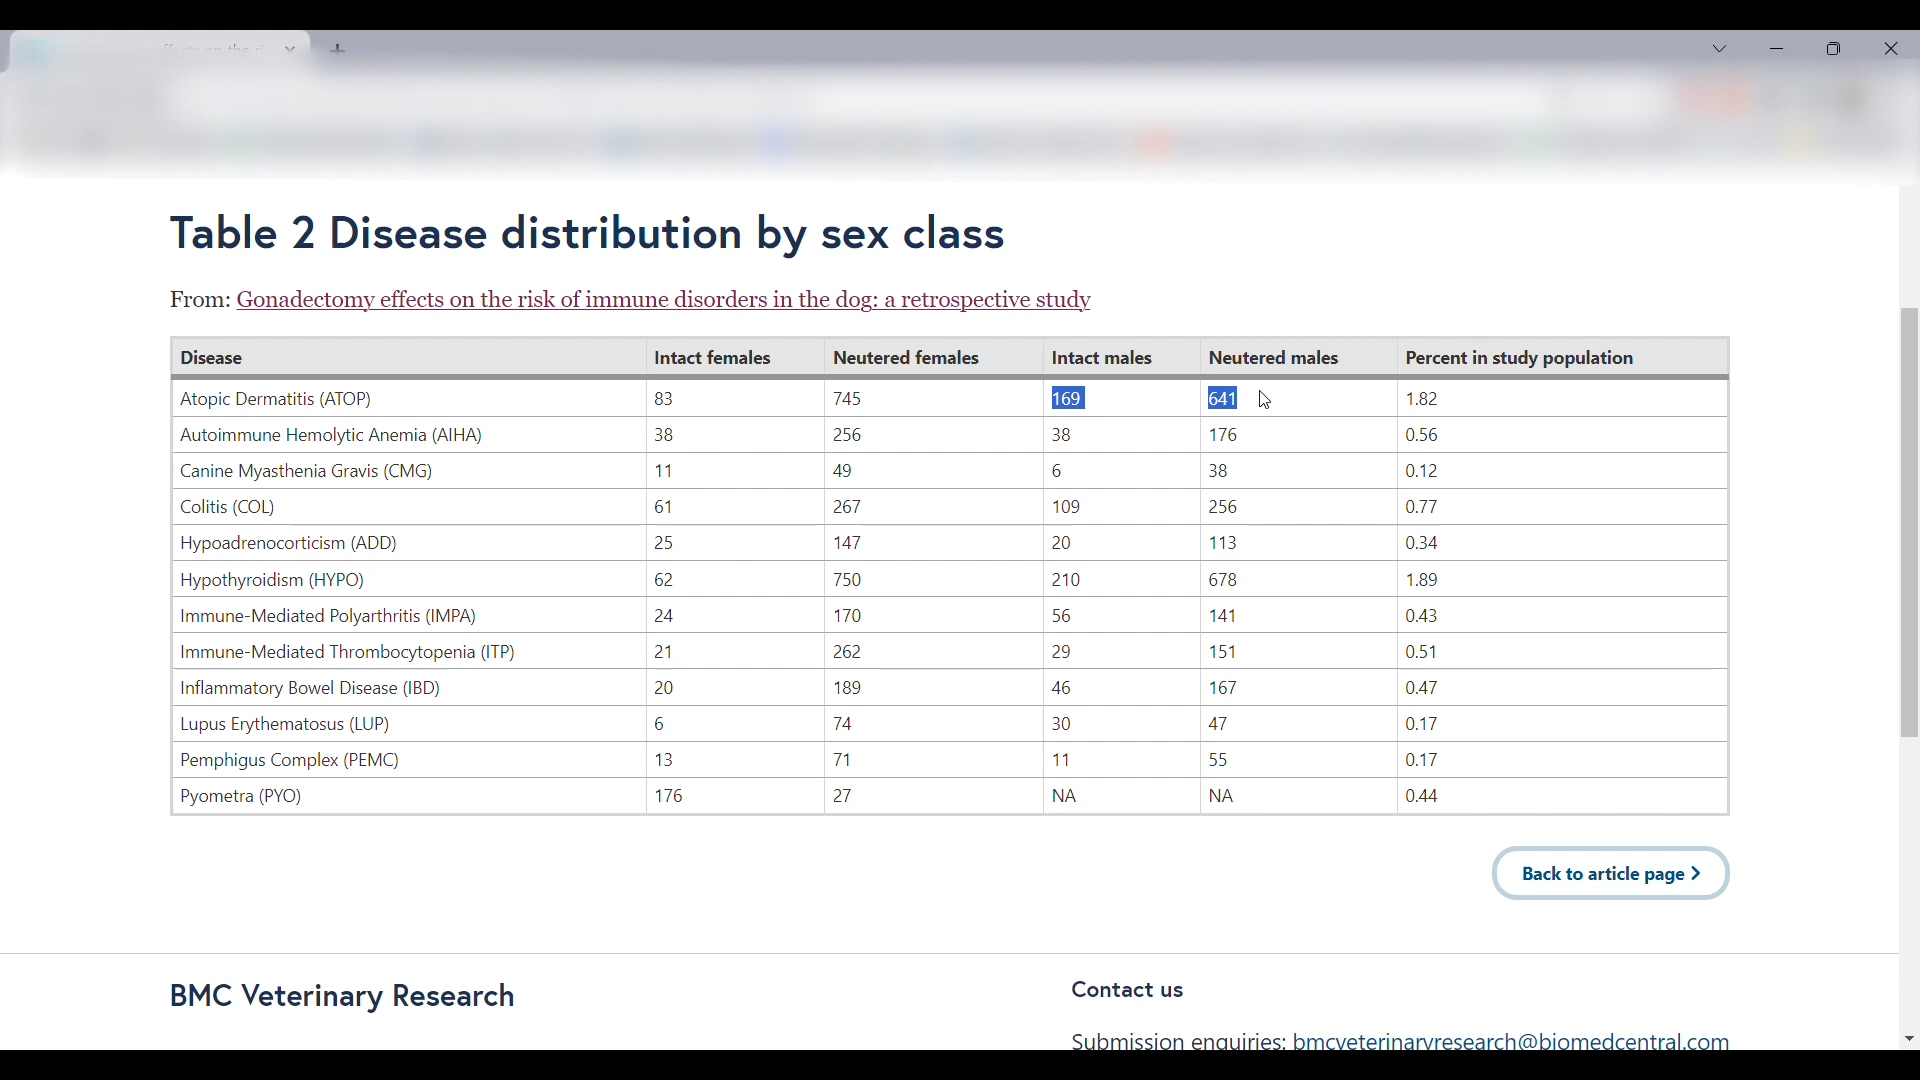 Table 2 Disease distribution by sex class
From: Gonadectomy effects on the risk of immune disorders in the dog: a retrospective study
Disease Intact females Neutered females Intact males Neutered males Percent in study population
Atopic Dermatitis (ATOP) 83 745 169 641 1.82
Autoimmune Hemolytic Anemia (AIHA) 38 256 38 176 0.56
Canine Myasthenia Gravis (CMG) 11 49 6 38 0.12
Colitis (COL) 61 267 109 256 0.77
Hypoadrenocorticism (ADD) 25 147 20 113 0.34
Hypothyroidism (HYPO) 62 750 210 678 1.89
Immune-Mediated Polyarthritis (IMPA) 24 170 56 141 0.43
Immune-Mediated Thrombocytopenia (ITP) 21 262 29 151 0.51
Inflammatory Bowel Disease (IBD) 20 189 46 167 0.47
Lupus Erythematosus (LUP) 6 74 30 47 0.17
Pemphigus Complex (PEMC) 13 71 11 55 0.17
Pyometra (PYO) 176 27 NA NA 0.44
Back to article page
BMC Veterinary Research
Contact us
Submission enquiries: bmcveterinaryresearch@biomedcentral.com